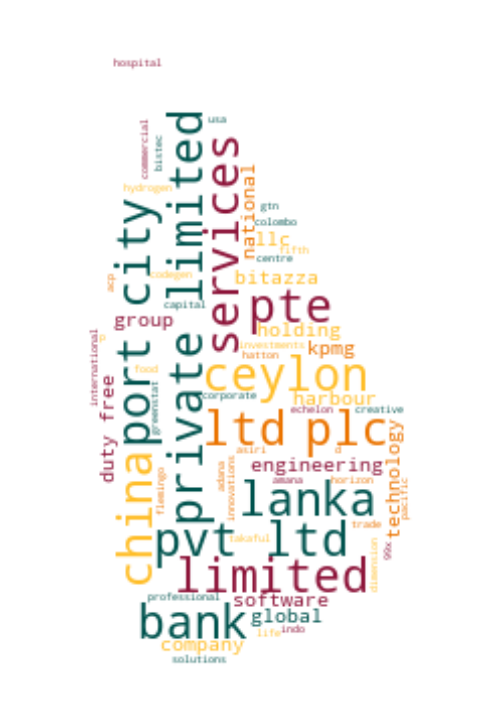 hospital
usa
private limited
commercial
bistec
services
national
hydrogen
port city
gtn
colombo
llc
fifth
centre
acp
codegen
bitazza
capital
pte
group
holding
international
p
investments
kpmg
hatton
food
ceylon
duty free
greenstat
corporate
harbour
echelon
creative
ltd plc
asiri
d
technology
china
flemingo
adana
innovations
engineering
amana
horizon
pacific
lanka
pvt ltd
trade
takaful
99x
dimension
limited
professional
software
bank
global
life
indo
company
solutions